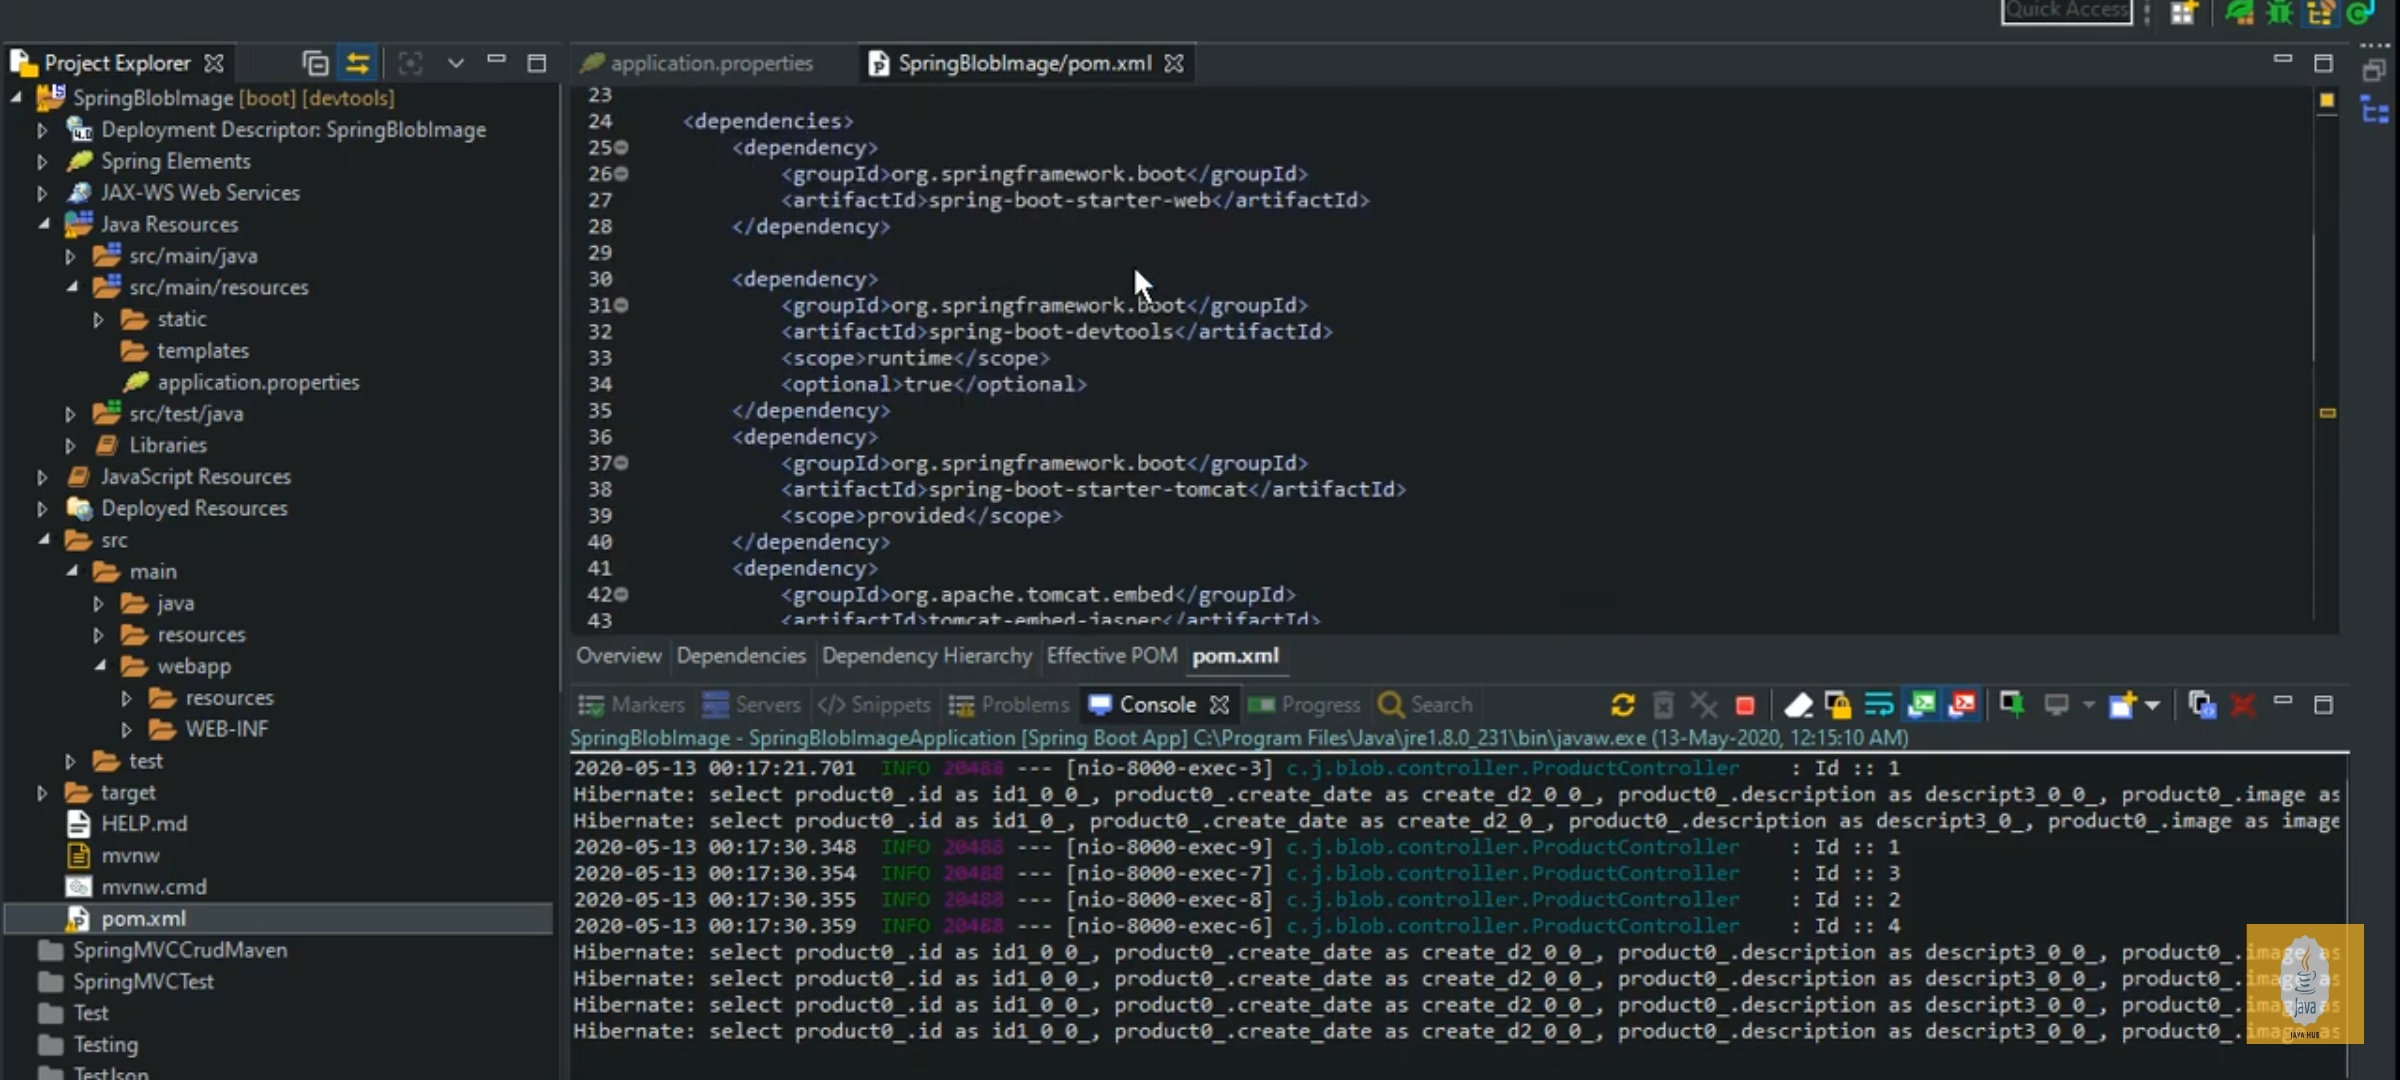 Quick Access
Project Explorer
SpringBlobImage [boot] [devtools]
Deployment Descriptor: SpringBlobImage
Spring Elements
JAX-WS Web Services
Java Resources
src/main/java
src/main/resources
static
templates
application.properties
src/test/java
Libraries
JavaScript Resources
Deployed Resources
src
main
java
resources
webapp
resources
WEB-INF
test
target
HELP.md
mvnw
mvnw.cmd
pom.xml
SpringMVCCrudMaven
SpringMVCTest
Test
Testing
TestJson
application.properties
SpringBlobImage/pom.xml
23
24 <dependencies>
25 <dependency>
26 <groupId>org.springframework.boot</groupId>
27 <artifactId>spring-boot-starter-web</artifactId>
28 </dependency>
29
30 <dependency>
31 <groupId>org.springframework.boot</groupId>
32 <artifactId>spring-boot-devtools</artifactId>
33 <scope>runtime</scope>
34 <optional>true</optional>
35 </dependency>
36 <dependency>
37 <groupId>org.springframework.boot</groupId>
38 <artifactId>spring-boot-starter-tomcat</artifactId>
39 <scope>provided</scope>
40 </dependency>
41 <dependency>
42 <groupId>org.apache.tomcat.embed</groupId>
43 <artifactId>tomcat-embed-jasper</artifactId>
Overview Dependencies Dependency Hierarchy Effective POM pom.xml
Markers Servers Snippets Problems Console Progress Search
SpringBlobImage - SpringBlobImageApplication [Spring Boot App] C:\Program Files\Java\jre1.8.0_231\bin\javaw.exe (13-May-2020, 12:15:10 AM)
2020-05-13 00:17:21.701 INFO 20488 --- [nio-8000-exec-3] c.j.blob.controller.ProductController : Id :: 1
Hibernate: select product0_.id as id1_0_0_, product0_.create_date as create_d2_0_0_, product0_.description as descript3_0_0_, product0_.image as
Hibernate: select product0_.id as id1_0_, product0_.create_date as create_d2_0_, product0_.description as descript3_0_, product0_.image as image
2020-05-13 00:17:30.348 INFO 20488 --- [nio-8000-exec-9] c.j.blob.controller.ProductController : Id :: 1
2020-05-13 00:17:30.354 INFO 20488 --- [nio-8000-exec-7] c.j.blob.controller.ProductController : Id :: 3
2020-05-13 00:17:30.355 INFO 20488 --- [nio-8000-exec-8] c.j.blob.controller.ProductController : Id :: 2
2020-05-13 00:17:30.359 INFO 20488 --- [nio-8000-exec-6] c.j.blob.controller.ProductController : Id :: 4
Hibernate: select product0_.id as id1_0_0_, product0_.create_date as create_d2_0_0_, product0_.description as descript3_0_0_, product0_.image as
Hibernate: select product0_.id as id1_0_0_, product0_.create_date as create_d2_0_0_, product0_.description as descript3_0_0_, product0_.image as
Hibernate: select product0_.id as id1_0_0_, product0_.create_date as create_d2_0_0_, product0_.description as descript3_0_0_, product0_.image as
Hibernate: select product0_.id as id1_0_0_, product0_.create_date as create_d2_0_0_, product0_.description as descript3_0_0_, product0_.image as
Java
JAVA HUB